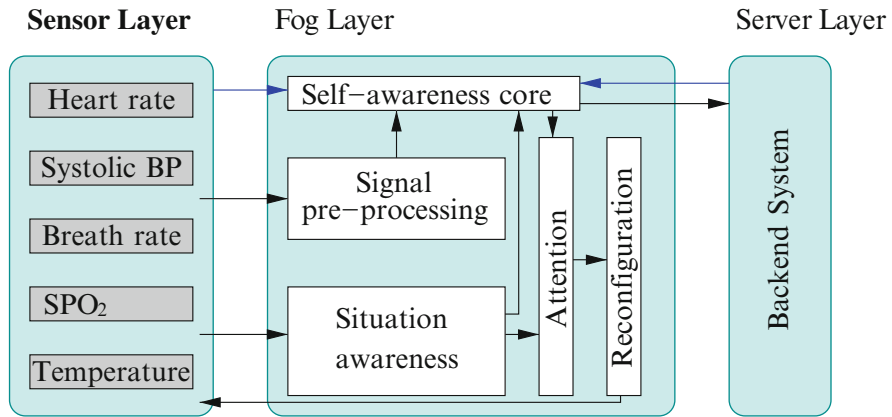 Sensor Layer
Fog Layer
Server Layer
Heart rate
Systolic BP
Breath rate
SPO₂
Temperature
Self−awareness core
Signal
pre−processing
Situation
awareness
Attention
Reconfiguration
Backend System